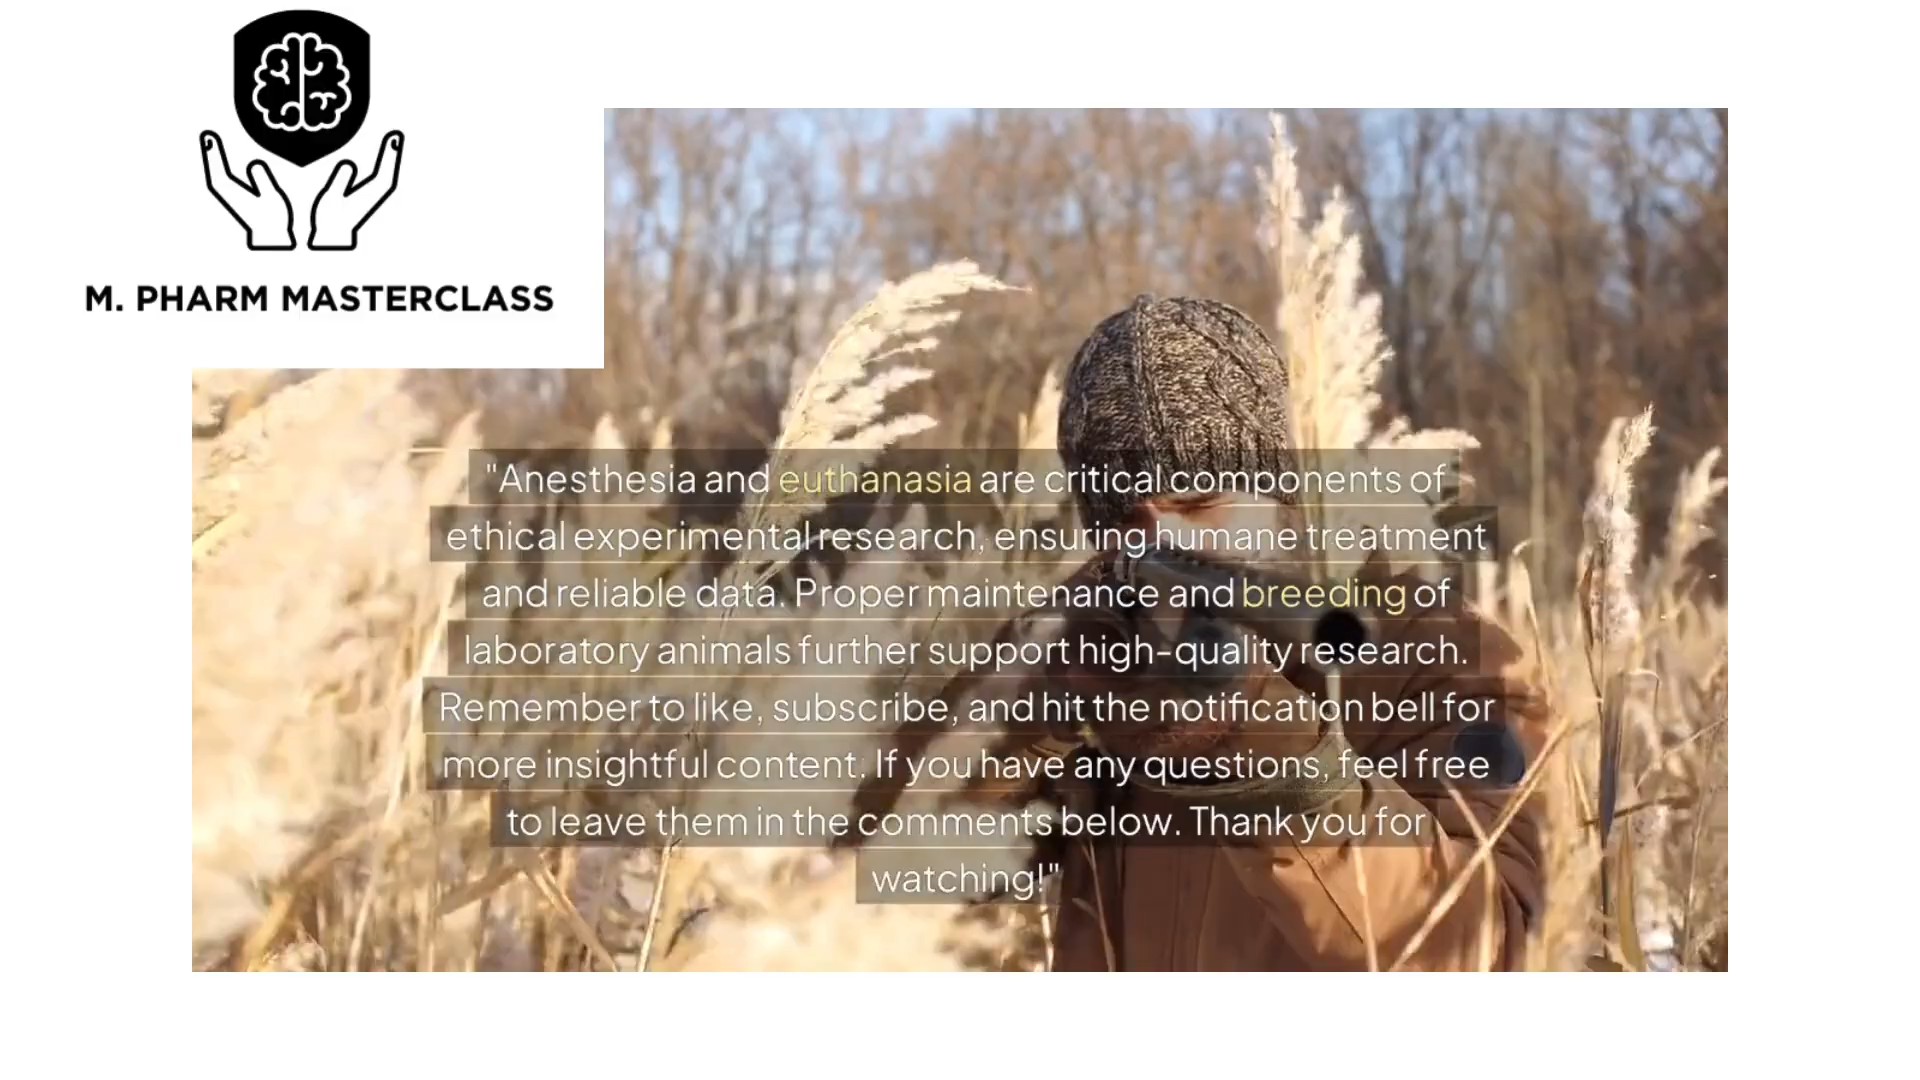 M. PHARM MASTERCLASS
"Anesthesia and euthanasia are critical components of
ethical experimental research, ensuring humane treatment
and reliable data. Proper maintenance and breeding of
laboratory animals further support high-quality research.
Remember to like, subscribe, and hit the notification bell for
more insightful content. If you have any questions, feel free
to leave them in the comments below. Thank you for
watching!"